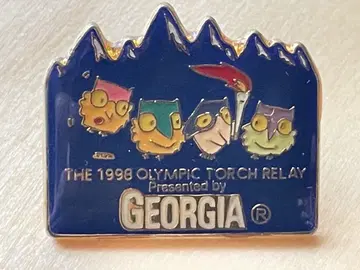 THE 1998 OLYMPIC TORCH RELAY
Presented by
GEORGIA ®